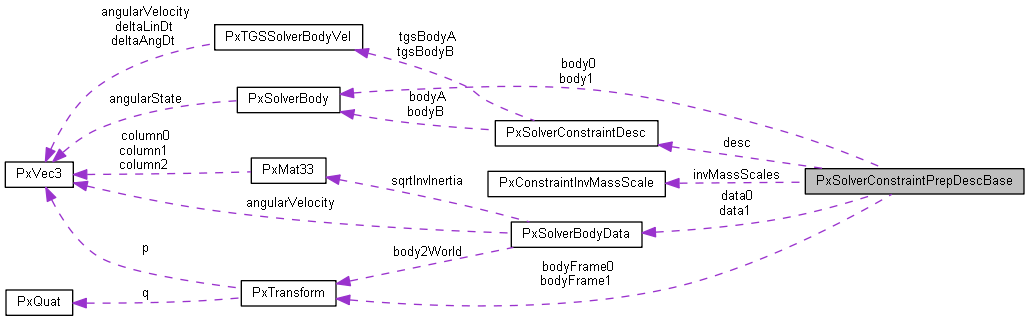 angularVelocity
deltaLinDt
deltaAngDt
PxTGSSolverBodyVel
tgsBodyA
tgsBodyB
body0
body1
angularState
PxSolverBody
bodyA
bodyB
PxSolverConstraintDesc
desc
column0
column1
column2
PxVec3
PxMat33
sqrtInvInertia
PxConstraintInvMassScale
invMassScales
PxSolverConstraintPrepDescBase
angularVelocity
data0
data1
PxSolverBodyData
p
body2World
bodyFrame0
bodyFrame1
PxQuat
q
PxTransform